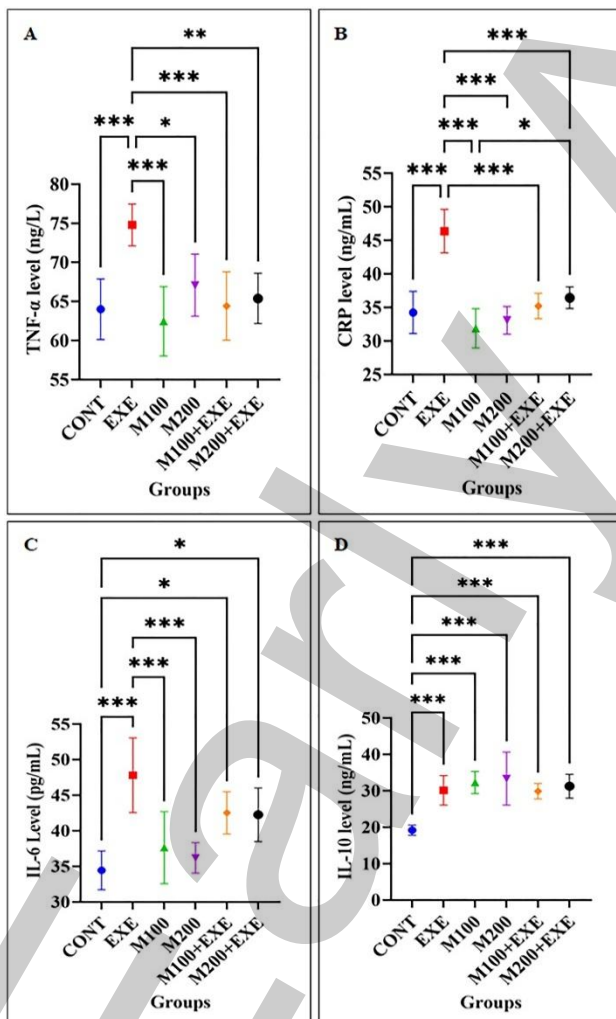 A
**
***
***
*
***
TNF-α level (ng/L)
80
75
70
65
60
55
CONT
EXE
M100
M200
M100+EXE
M200+EXE
Groups
B
***
***
***
*
***
***
CRP level (ng/mL)
55
50
45
40
35
30
25
CONT
EXE
M100
M200
M100+EXE
M200+EXE
Groups
C
*
*
***
***
***
IL-6 Level (pg/mL)
55
50
45
40
35
30
CONT
EXE
M100
M200
M100+EXE
M200+EXE
Groups
D
***
***
***
***
***
IL-10 level (ng/mL)
50
40
30
20
10
0
CONT
EXE
M100
M200
M100+EXE
M200+EXE
Groups